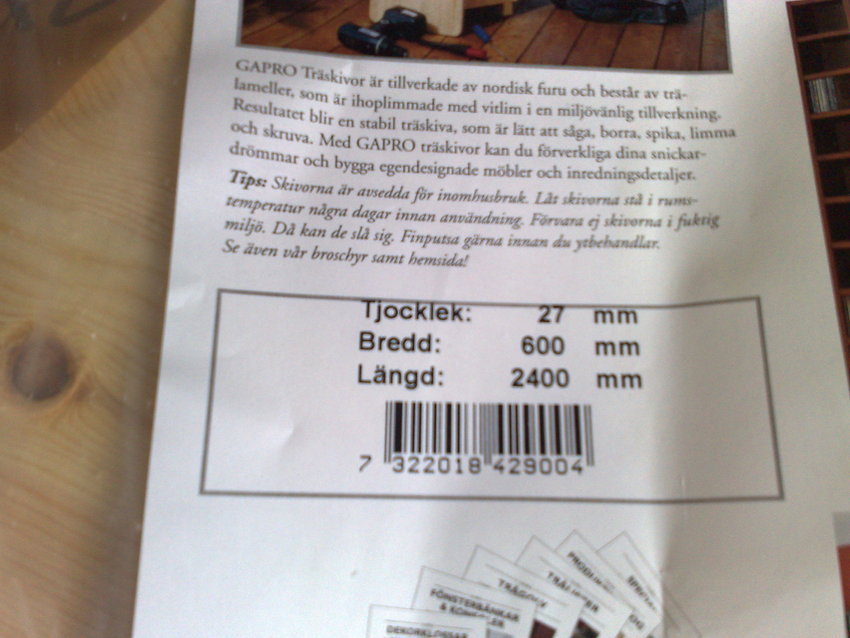 GAPRO Träskivor är tillverkade av nordisk furu och består av trä-
lameller, som är ihoplimmade med vitlim i en miljövänlig tillverkning.
Resultatet blir en stabil träskiva, som är lätt att såga, borra, spika, limma
och skruva. Med GAPRO träskivor kan du förverkliga dina snickar-
drömmar och bygga egendesignade möbler och inredningsdetaljer.
Tips: Skivorna är avsedda för inomhusbruk. Låt skivorna stå i rums-
temperatur några dagar innan användning. Förvara ej skivorna i fuktig
miljö. Då kan de slå sig. Finputsa gärna innan du ytbehandlar.
Se även vår broschyr samt hemsida!
Tjocklek: 27 mm
Bredd: 600 mm
Längd: 2400 mm
7 322018 429004
FÖNSTERBÄNKAR
&
DEKORKLOSSAR